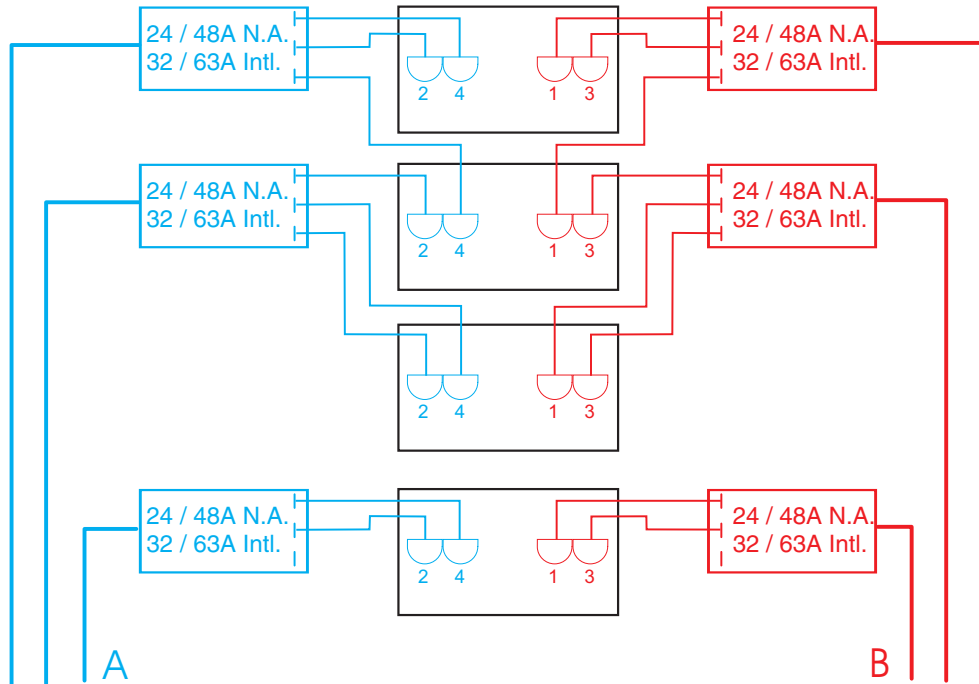 24 / 48A N.A.
32 / 63A Intl.
2 4
1 3
24 / 48A N.A.
32 / 63A Intl.
24 / 48A N.A.
32 / 63A Intl.
2 4
1 3
24 / 48A N.A.
32 / 63A Intl.
2 4
1 3
24 / 48A N.A.
32 / 63A Intl.
2 4
1 3
24 / 48A N.A.
32 / 63A Intl.
A
B